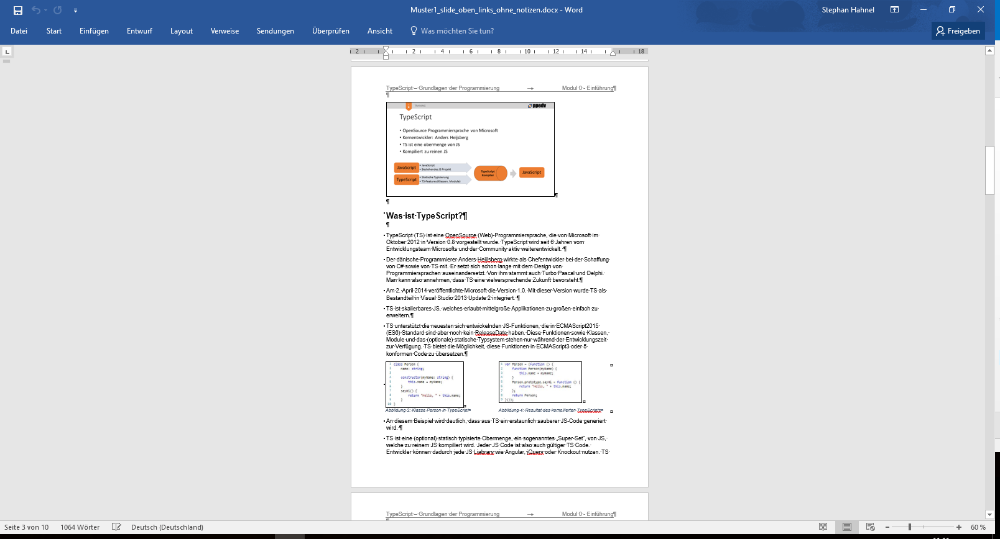 Muster1_slide_oben_links_ohne_notizen.docx - Word
Stephan Hahnel
Datei Start Einfügen Entwurf Layout Verweise Sendungen Überprüfen Ansicht Was möchten Sie tun? Freigeben
2 2 4 6 8 10 12 14 18
TypeScript – Grundlagen der Programmierung → Modul 0 - Einführung¶
¶
ppedv
TypeScript
• OpenSource Programmiersprache von Microsoft
• Kernentwickler: Anders Heijsberg
• TS ist eine obermenge von JS
• Kompiliert zu reinen JS
JavaScript
• JavaScript
• Bestehendes JS Projekt
TypeScript
• Statische Typisierung
• TS-Features (Klassen, Module)
TypeScript
Kompiler
JavaScript
¶
¶
Was ist TypeScript?¶
¶
TypeScript (TS) ist eine OpenSource (Web)-Programmiersprache, die von Microsoft im
Oktober 2012 in Version 0.8 vorgestellt wurde. TypeScript wird seit 6 Jahren vom
Entwicklungsteam Microsofts und der Community aktiv weiterentwickelt. ¶
Der dänische Programmierer Anders Heijlsberg wirkte als Chefentwickler bei der Schaffung
von C# sowie von TS mit. Er setzt sich schon lange mit dem Design von
Programmiersprachen auseinandersetzt. Von ihm stammt auch Turbo Pascal und Delphi.
Man kann also annehmen, dass TS eine vielversprechende Zukunft bevorsteht.¶
Am 2. April 2014 veröffentlichte Microsoft die Version 1.0. Mit dieser Version wurde TS als
Bestandteil in Visual Studio 2013 Update 2 integriert. ¶
TS ist skalierbares JS, welches erlaubt mittelgroße Applikationen zu großen einfach zu
erweitern.¶
TS unterstützt die neuesten sich entwickelnden JS-Funktionen, die in ECMAScript2015
(ES6) Standard sind aber noch kein ReleaseDate haben. Diese Funktionen sowie Klassen,
Module und das (optionale) statische Typsystem stehen nur während der Entwicklungszeit
zur Verfügung. TS bietet die Möglichkeit, diese Funktionen in ECMAScript3 oder 5
konformen Code zu übersetzen.¶
1 class Person {
2 name: string;
3
4 constructor(myName: string) {
5 this.name = myName;
6 }
7 sayHi() {
8 return "Hello, " + this.name;
9 }
10 }
Abbildung 3: Klasse Person in TypeScript¤
1 var Person = (function () {
2 function Person(myName) {
3 this.name = myName;
4 }
5 Person.prototype.sayHi = function () {
6 return "Hello, " + this.name;
7 };
8 return Person;
9 }());
Abbildung 4: Resultat des kompilierten TypeScripts¤
An diesem Beispiel wird deutlich, dass aus TS ein erstaunlich sauberer JS-Code generiert
wird. ¶
TS ist eine (optional) statisch typisierte Obermenge, ein sogenanntes „Super-Set“, von JS,
welche zu reinem JS kompiliert wird. Jeder JS Code ist also auch gültiger TS Code.
Entwickler können dadurch jede JS Liabrary wie Angular, jQuery oder Knockout nutzen. TS
TypeScript – Grundlagen der Programmierung → Modul 0 - Einführung¶
Seite 3 von 10 1064 Wörter Deutsch (Deutschland) 60 %